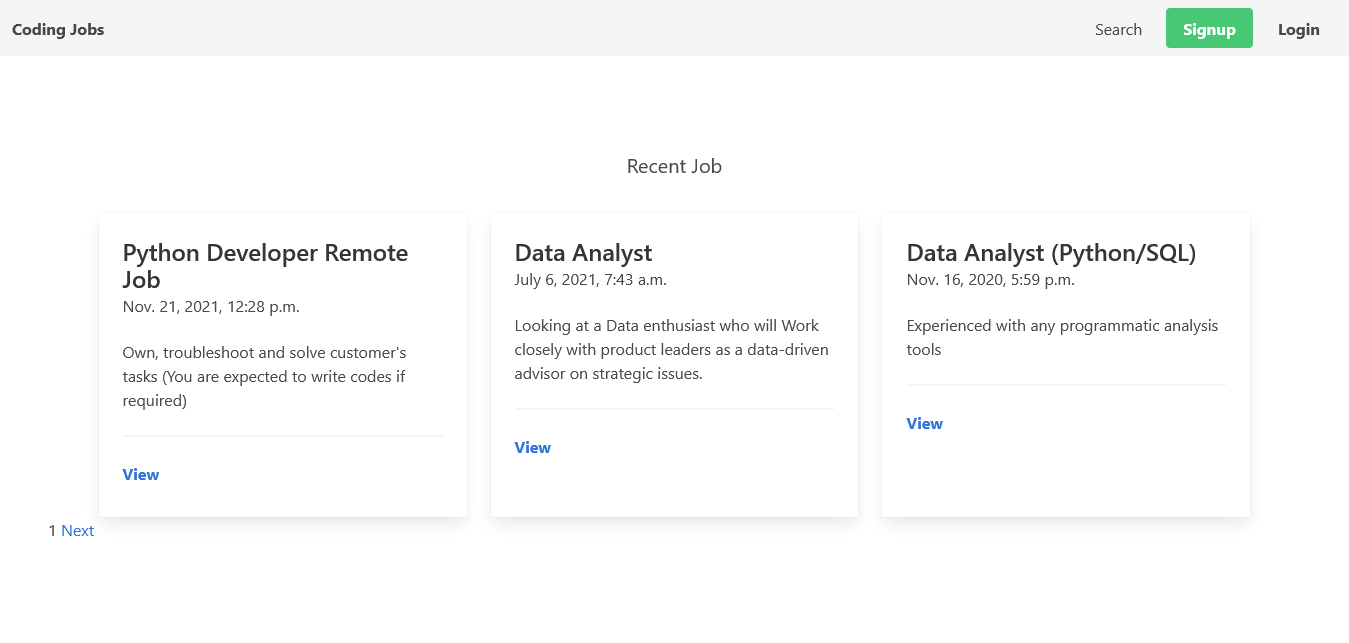 Coding Jobs
Search
Signup
Login
Recent Job
Python Developer Remote
Job
Nov. 21, 2021, 12:28 p.m.
Own, troubleshoot and solve customer's
tasks (You are expected to write codes if
required)
View
Data Analyst
July 6, 2021, 7:43 a.m.
Looking at a Data enthusiast who will Work
closely with product leaders as a data-driven
advisor on strategic issues.
View
Data Analyst (Python/SQL)
Nov. 16, 2020, 5:59 p.m.
Experienced with any programmatic analysis
tools
View
1 Next